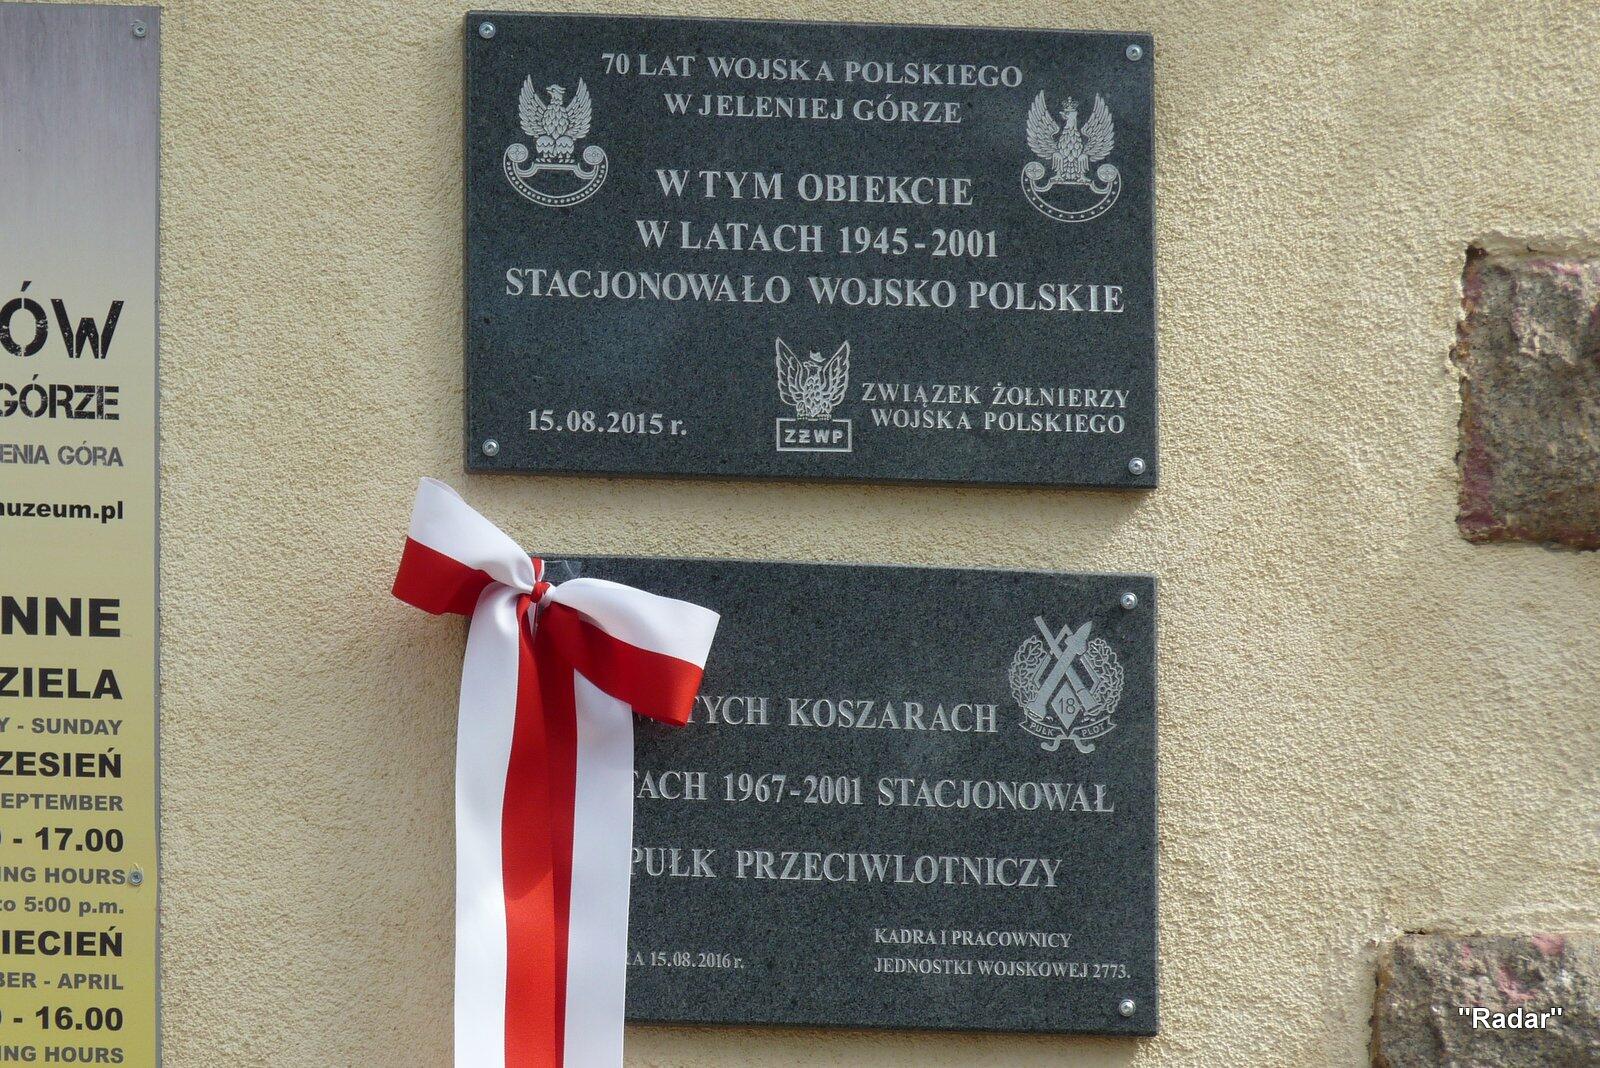 70 LAT WOJSKA POLSKIEGO
W JELENIEJ GÓRZE
W TYM OBIEKCIE
W LATACH 1945-2001
STACJONOWAŁO WOJSKO POLSKIE
15.08.2015 r.
ZŻWP
ZWIĄZEK ŻOŁNIERZY
WOJSKA POLSKIEGO
TYCH KOSZARACH
18
PUŁK PLOT
TACH 1967-2001 STACJONOWAŁ
PUŁK PRZECIWLOTNICZY
KADRA I PRACOWNICY
JEDNOSTKI WOJSKOWEJ 2773.
RA 15.08.2016 r.
ÓW
GÓRZE
ENIA GÓRA
muzeum.pl
NNE
ZIELA
Y - SUNDAY
ZESIEŃ
EPTEMBER
- 17.00
ING HOURS
to 5:00 p.m.
IECIEŃ
BER - APRIL
- 16.00
ING HOURS
"Radar"